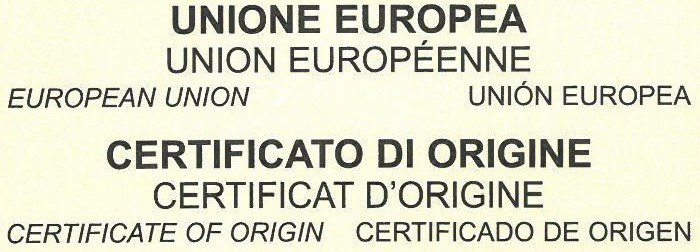 UNIONE EUROPEA
UNION EUROPÉENNE
EUROPEAN UNION UNIÓN EUROPEA
CERTIFICATO DI ORIGINE
CERTIFICAT D'ORIGINE
CERTIFICATE OF ORIGIN CERTIFICADO DE ORIGEN